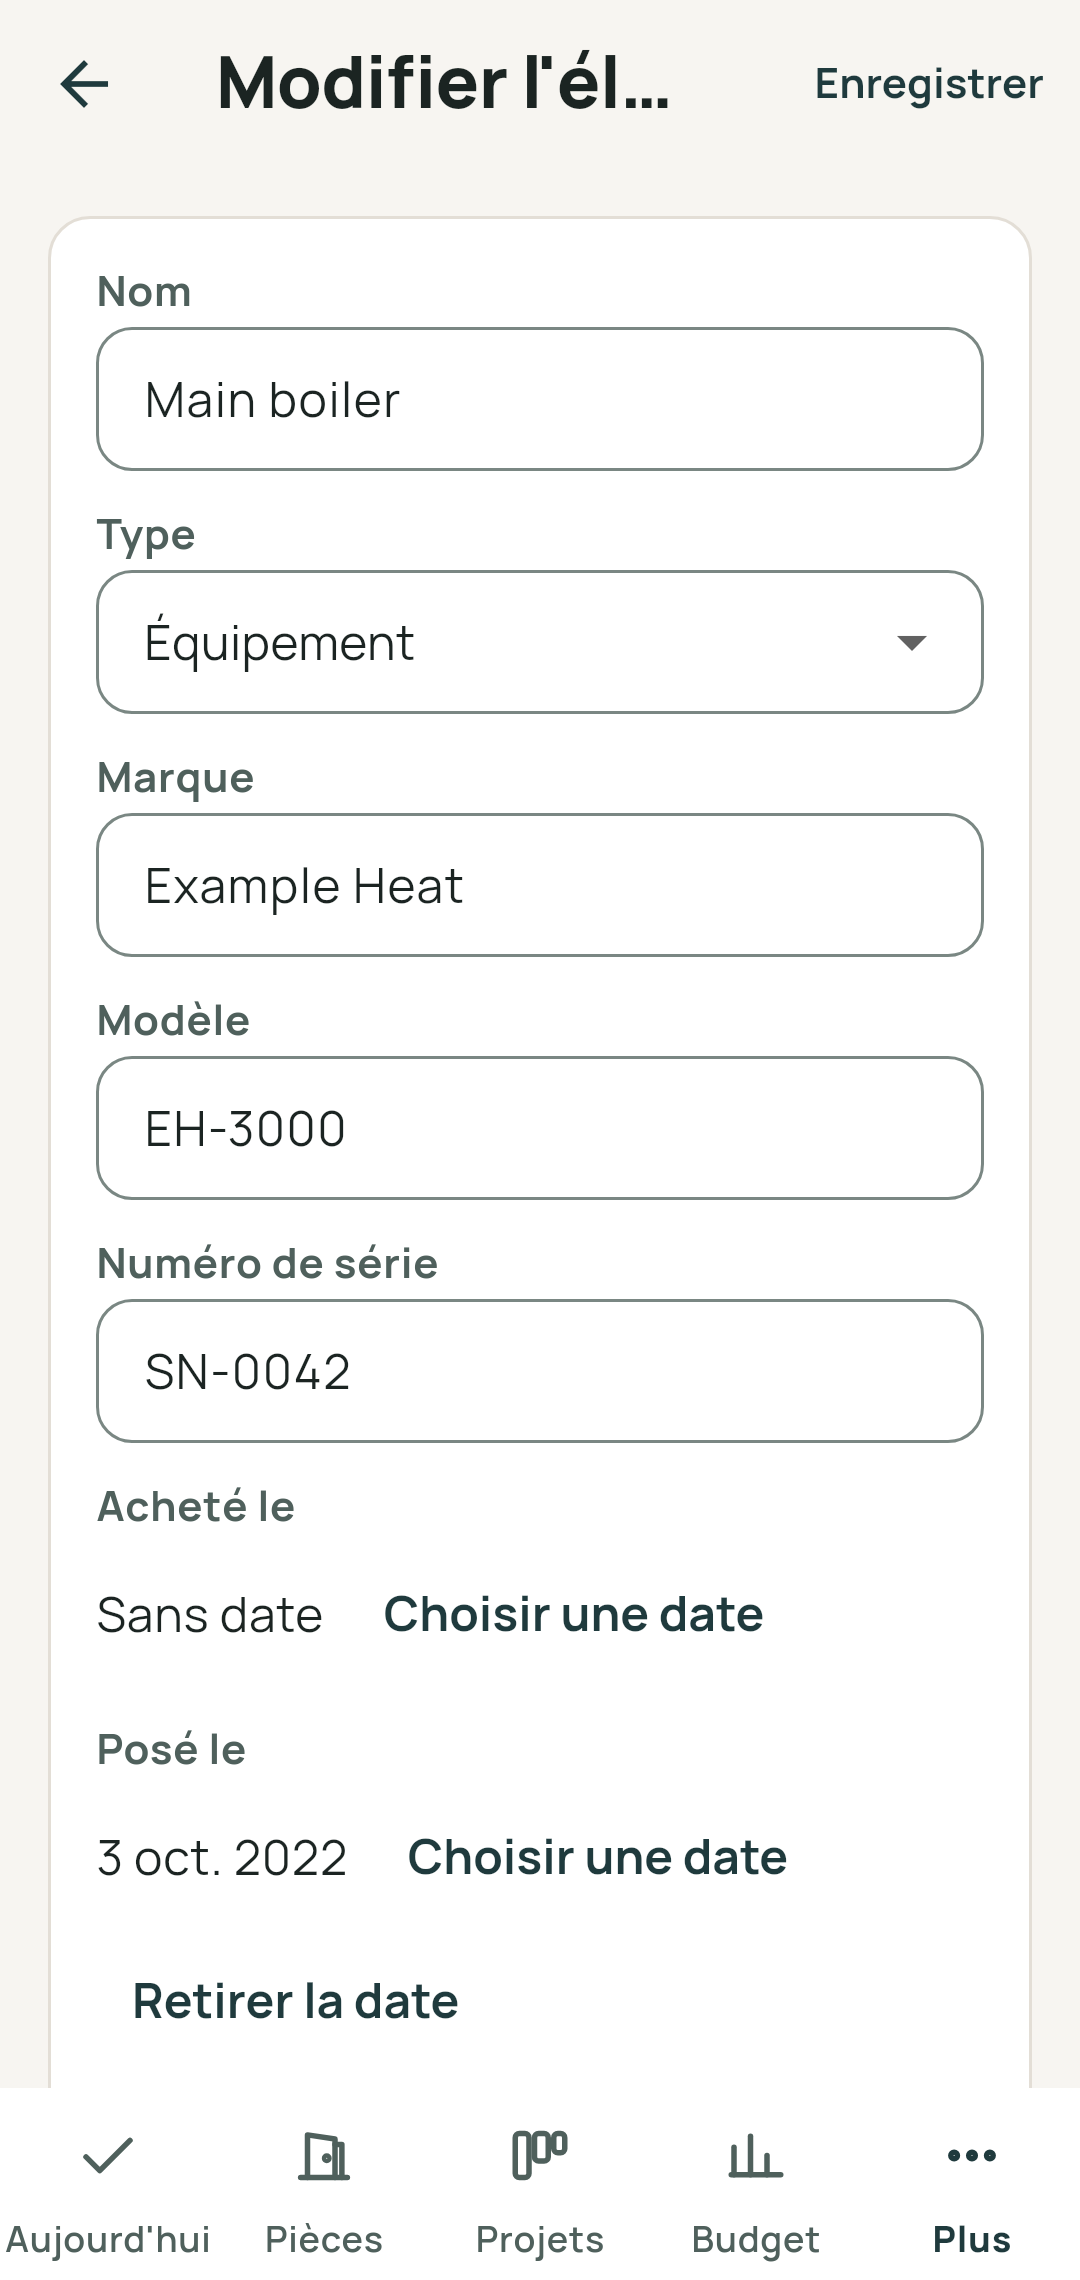 Modifier l'él...
Enregistrer
Nom
Main boiler
Type
Équipement
Marque
Example Heat
Modèle
EH-3000
Numéro de série
SN-0042
Acheté le
Sans date Choisir une date
Posé le
3 oct. 2022 Choisir une date
Retirer la date
Aujourd'hui Pièces Projets Budget Plus